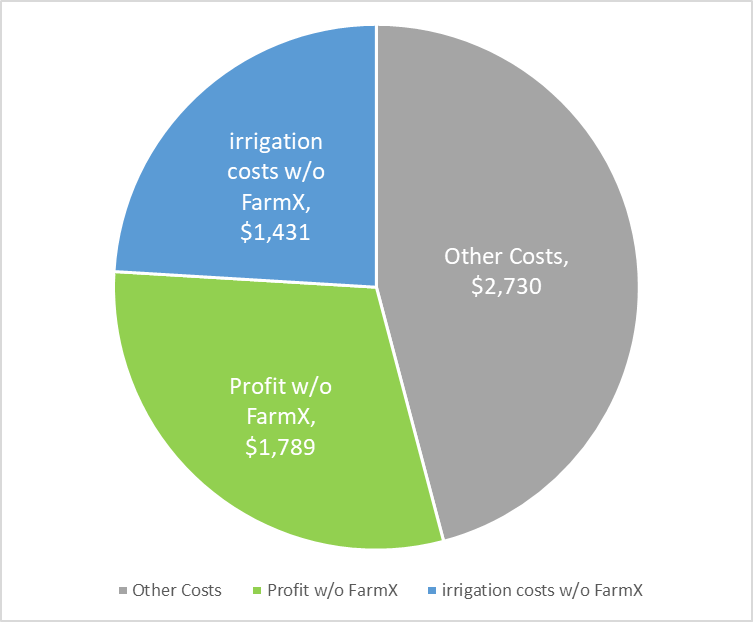 irrigation
costs w/o
FarmX,
$1,431
Other Costs,
$2,730
Profit w/o
FarmX,
$1,789
Other Costs
Profit w/o FarmX
irrigation costs w/o FarmX